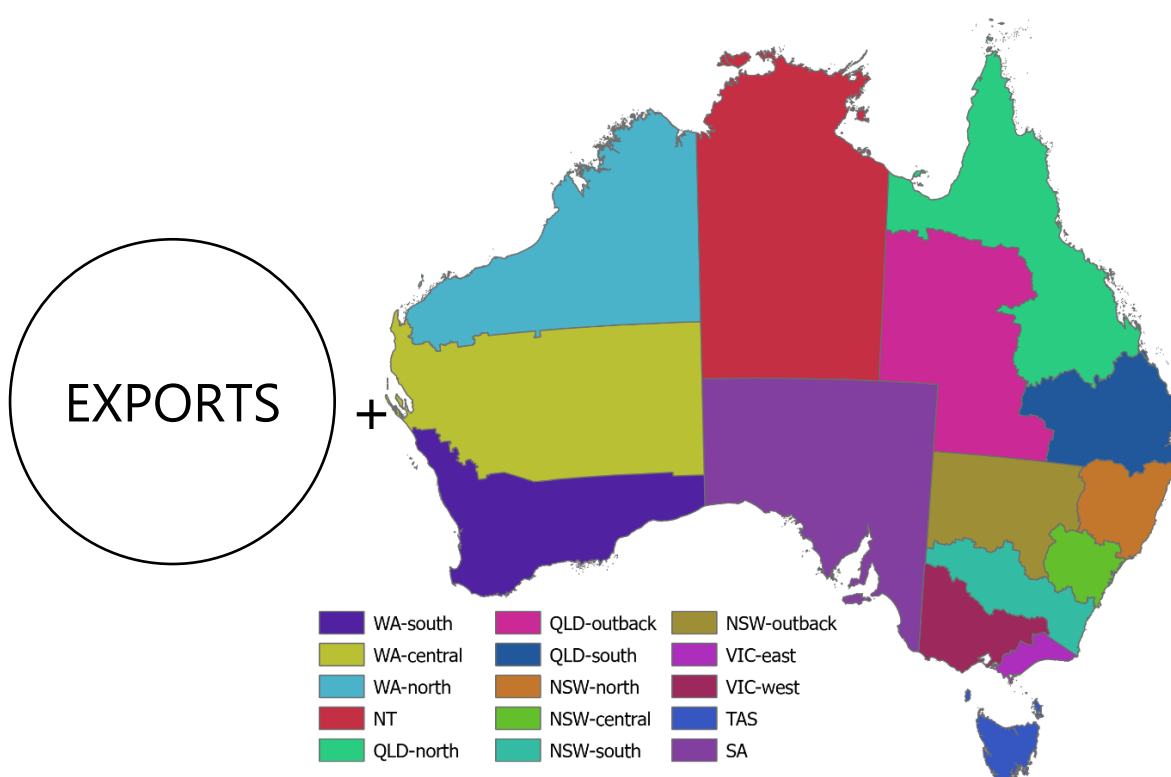 EXPORTS
+
WA-south
WA-central
WA-north
NT
QLD-north
QLD-outback
QLD-south
NSW-north
NSW-central
NSW-south
NSW-outback
VIC-east
VIC-west
TAS
SA